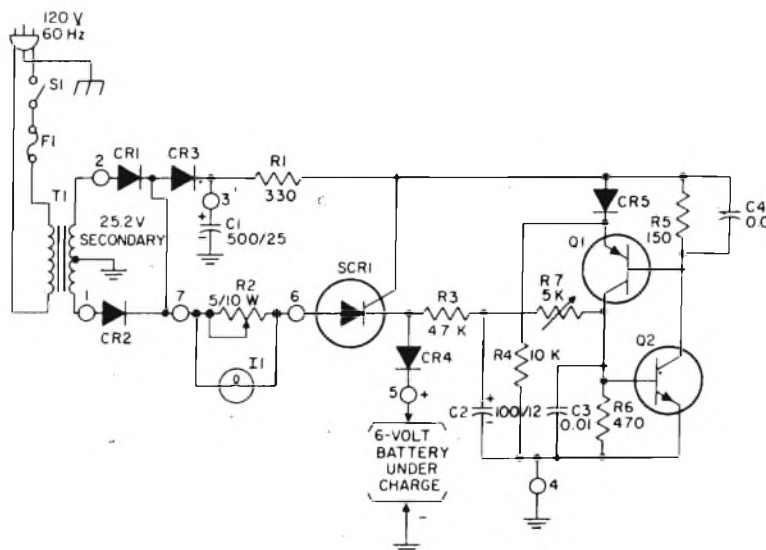 120 V
60 Hz
S1
F1
T1
2
CR1
CR3
3
+
C1
-
500/25
R1
330
25.2V
SECONDARY
1
CR2
7
R2
5/10 W
6
I1
SCR1
R3
47 K
CR4
5
+
6-VOLT
BATTERY
UNDER
CHARGE
-
C2
+
-
100/12
R4
10 K
R7
5K
C3
0.01
R6
470
4
CR5
Q1
R5
150
C4
0.0
Q2